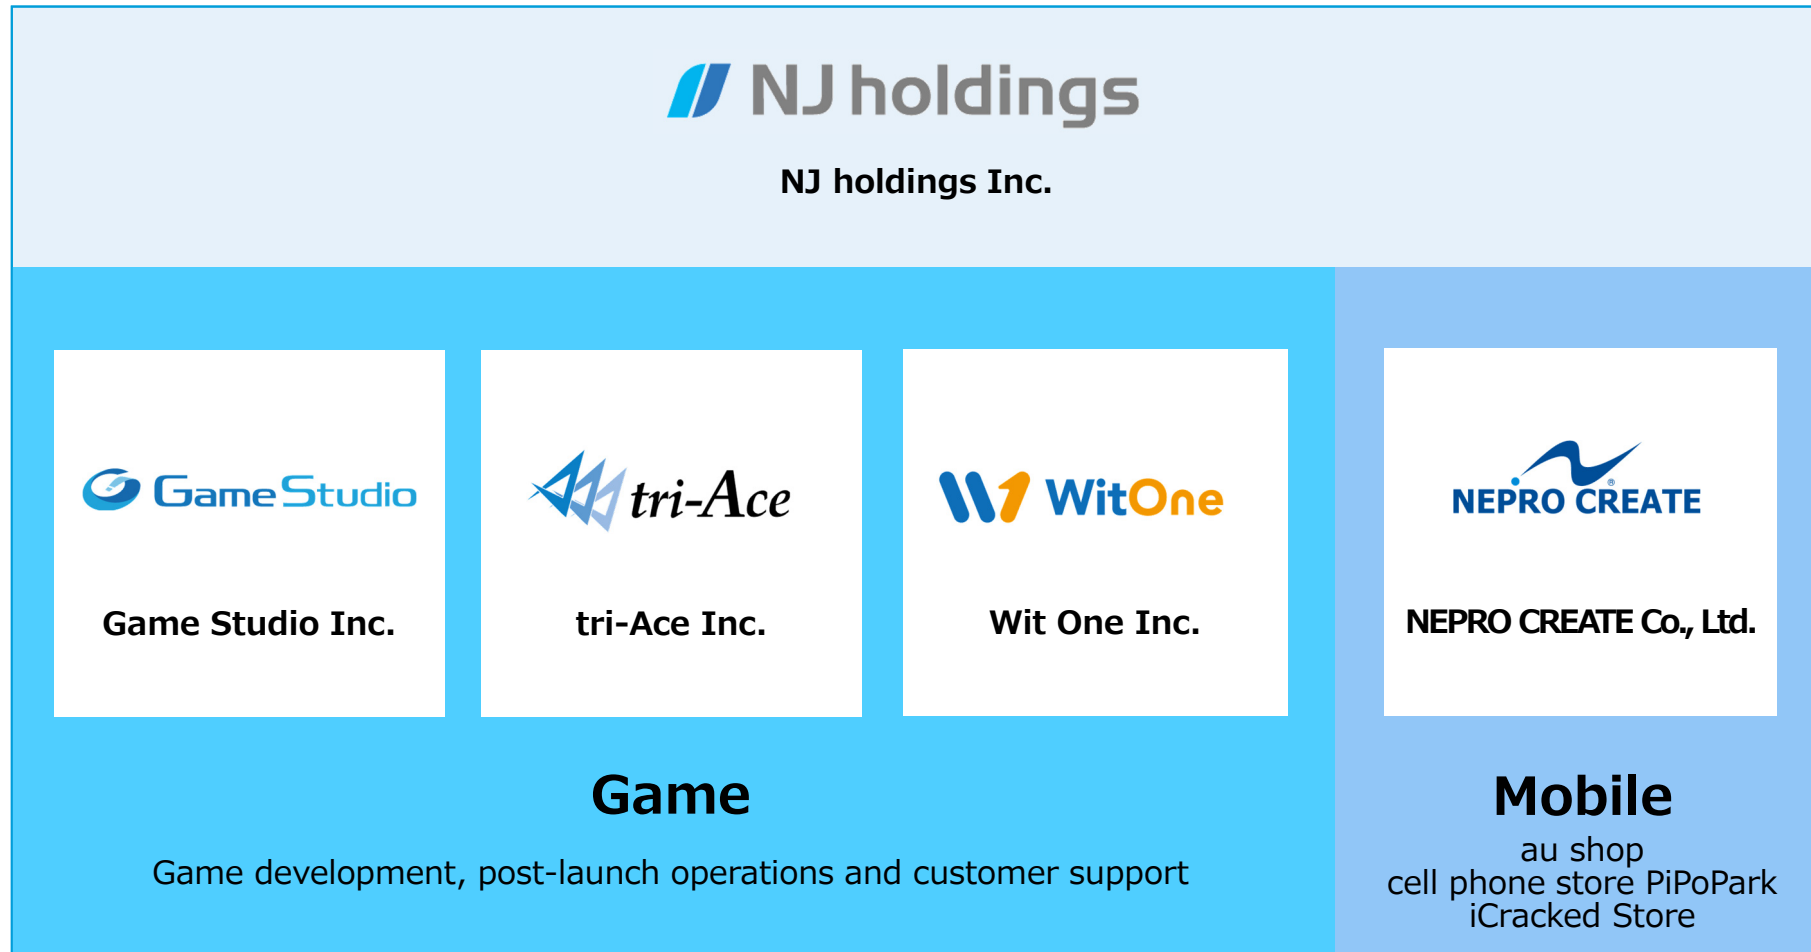 NJ holdings
NJ holdings Inc.
GameStudio
tri-Ace
WitOne
NEPRO CREATE
Game Studio Inc.
tri-Ace Inc.
Wit One Inc.
NEPRO CREATE Co., Ltd.
Game
Game development, post-launch operations and customer support
Mobile
au shop
cell phone store PiPoPark
iCracked Store